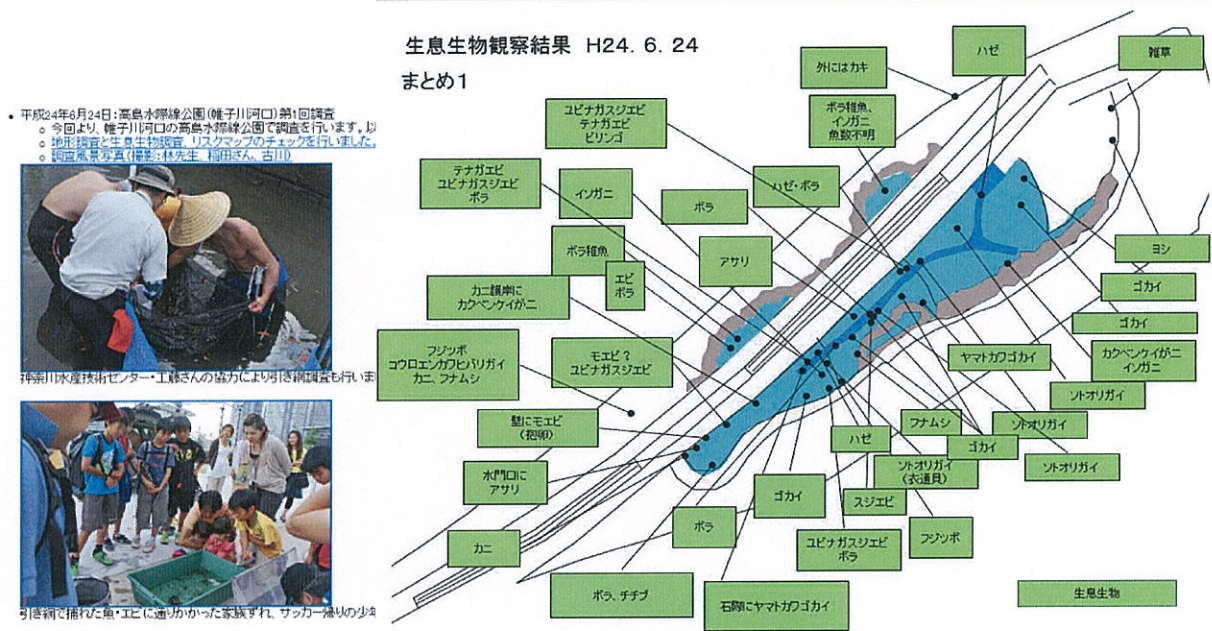 • 平成24年6月24日：高島水際線公園（帷子川河口）第1回調査
○ 今回より、帷子川河口の高島水際線公園で調査を行います。以
○ 地形調査と生息生物調査、リスクマップのチェックを行いました。
○ 調査風景写真（撮影：林先生、稲田さん、古川）
神奈川水産技術センター・工藤さんの協力により引き網調査も行いま
引き網で捕れた魚・エビに通りかかった家族ずれ、サッカー帰りの少年
生息生物観察結果 H24. 6. 24
まとめ1
外にはカキ
ハゼ
雑草
ボラ稚魚、
イソガニ
魚数不明
ユビナガスジエビ
テナガエビ
ビリンゴ
テナガエビ
ユビナガスジエビ
ボラ
イソガニ
ボラ
ハゼ・ボラ
ボラ稚魚
エビ
ボラ
アサリ
ヨシ
ゴカイ
カニ護岸に
カクベンケイガニ
ゴカイ
フジツボ
コウロエンカワヒバリガイ
カニ、フナムシ
モエビ？
ユビナガスジエビ
ヤマトカワゴカイ
カクベンケイガニ
イソガニ
ソトオリガイ
壁にモエビ
（抱卵）
フナムシ
ソトオリガイ
ハゼ
ゴカイ
ソトオリガイ
水門口に
アサリ
ゴカイ
ソトオリガイ
（衣通貝）
スジエビ
カニ
ボラ
ユビナガスジエビ
ボラ
フジツボ
ボラ、チチブ
石際にヤマトカワゴカイ
生息生物